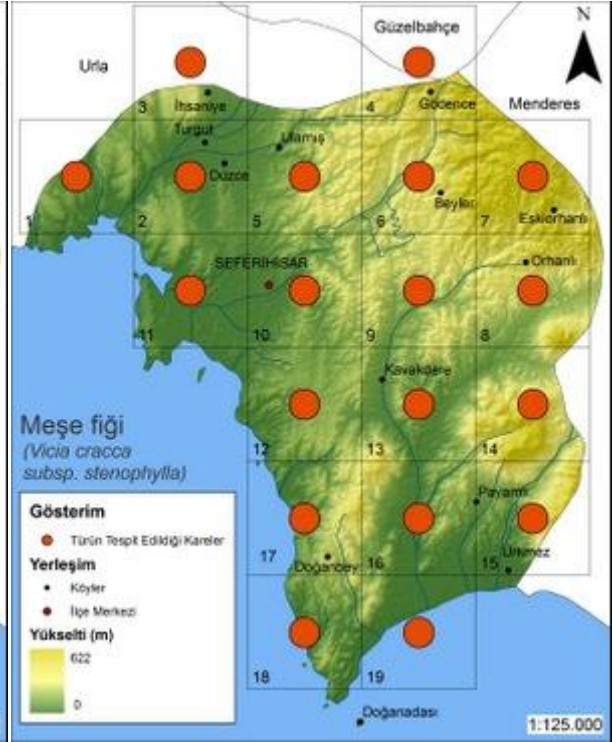 N
Güzelbahçe
Urla
3
İhsaniye
4
Gödence
Menderes
Turgut
Ulamış
Düzce
Beyler
1
2
5
6
7
Eskiorhanlı
SEFERİHİSAR
Orhanlı
11
10
9
8
Kavakdere
Meşe fiği
(Vicia cracca
subsp. stenophylla)
12
13
14
Payamlı
Gösterim
Türün Tespit Edildiği Kareler
Yerleşim
Köyler
İlçe Merkezi
Yükselti (m)
622
0
17
Doğanbey
16
15
Ürkmez
18
19
Doğanadası
1:125.000